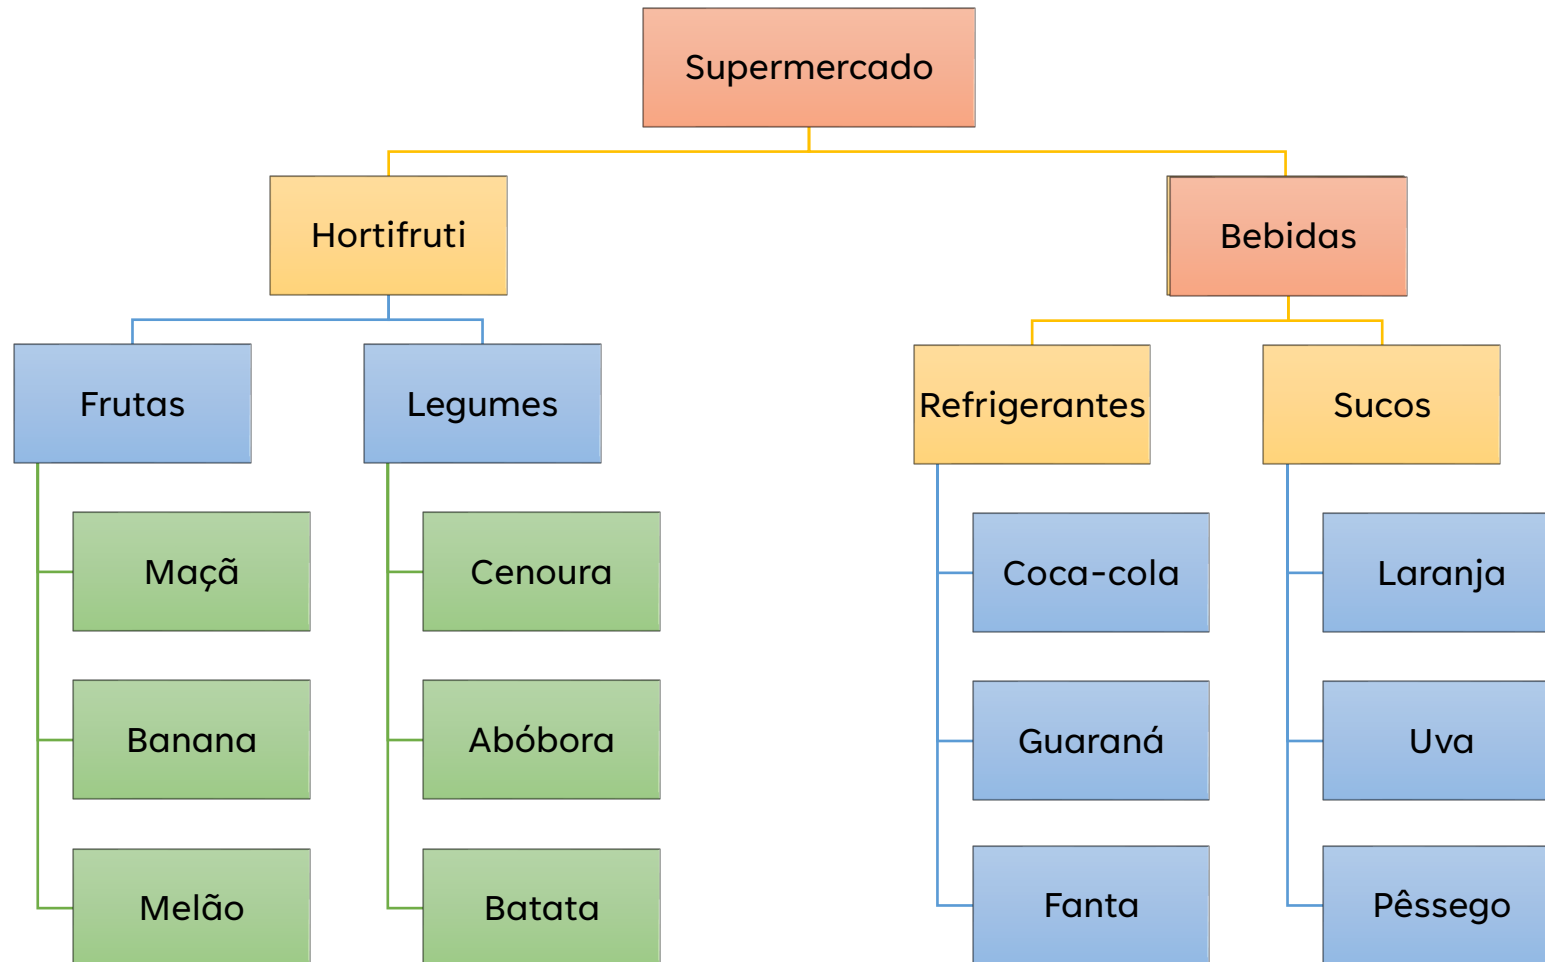 Supermercado
Hortifruti
Bebidas
Frutas
Legumes
Refrigerantes
Sucos
Maçã
Cenoura
Coca-cola
Laranja
Banana
Abóbora
Guaraná
Uva
Melão
Batata
Fanta
Pêssego